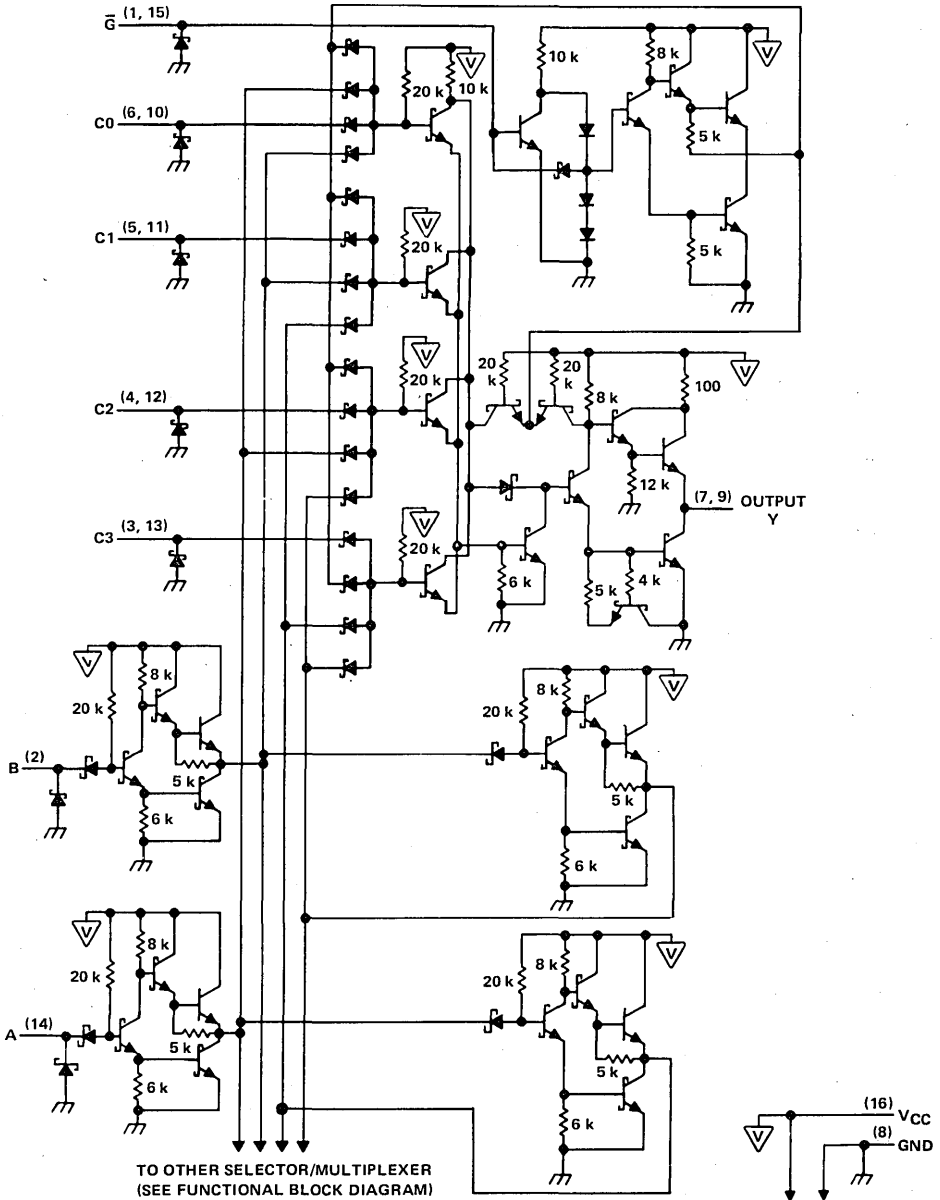 G̅ (1, 15)
V
10 k
8 k
V
20 k
10 k
C0 (6, 10)
5 k
C1 (5, 11)
V
20 k
5 k
V
20 k
20 k
20 k
8 k
100
V
C2 (4, 12)
12 k
(7, 9) OUTPUT Y
C3 (3, 13)
V
20 k
6 k
5 k
4 k
V
8 k
20 k
B (2)
5 k
6 k
V
8 k
20 k
5 k
6 k
V
8 k
20 k
A (14)
5 k
6 k
V
8 k
20 k
5 k
6 k
(16) VCC
V
(8) GND
TO OTHER SELECTOR/MULTIPLEXER
(SEE FUNCTIONAL BLOCK DIAGRAM)